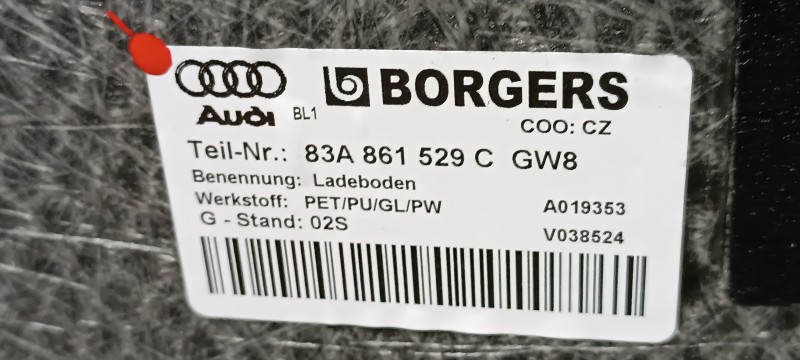 BORGERS
Audi BL1
COO: CZ
Teil-Nr.: 83A 861 529 C GW8
Benennung: Ladeboden
Werkstoff: PET/PU/GL/PW A019353
G - Stand: 02S V038524